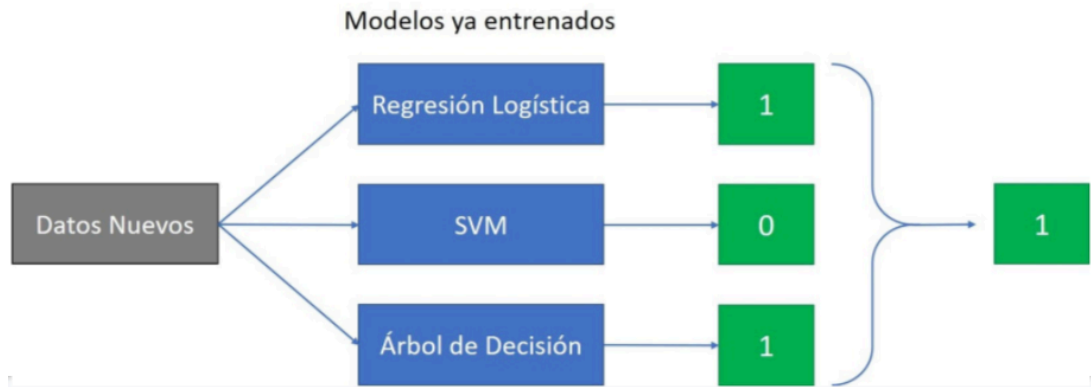 Modelos ya entrenados
Regresión Logística
1
Datos Nuevos
SVM
0
1
Árbol de Decisión
1